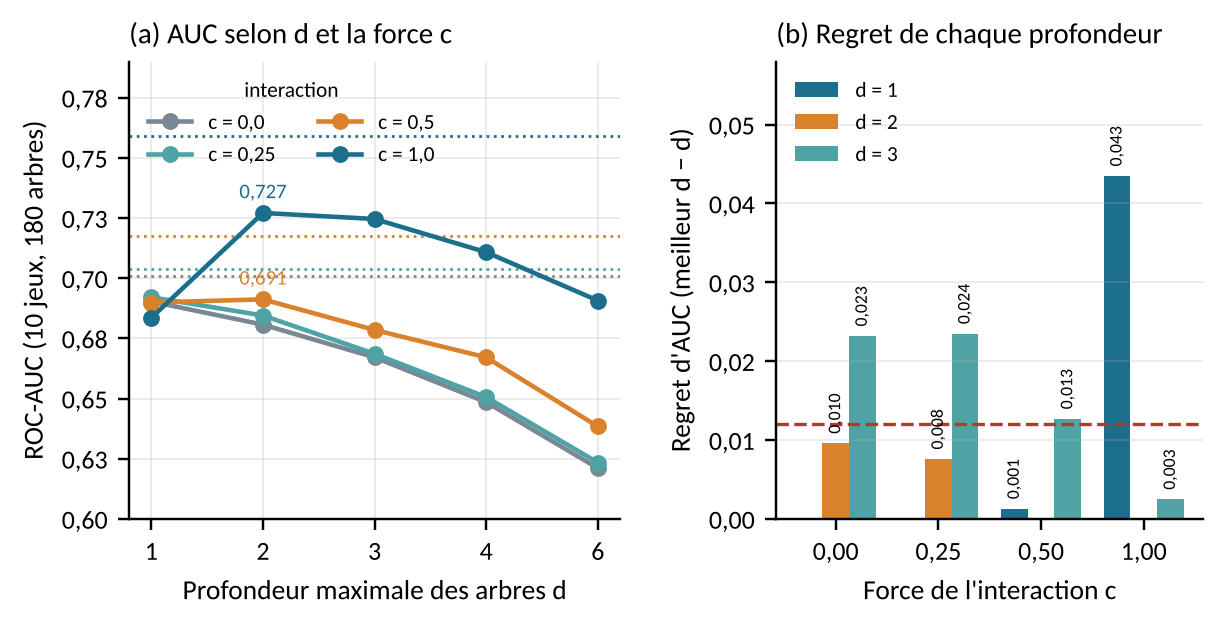 (a) AUC selon d et la force c
ROC-AUC (10 jeux, 180 arbres)
0,78
0,75
0,73
0,70
0,68
0,65
0,63
0,60
interaction
c = 0,0
c = 0,5
c = 0,25
c = 1,0
0,727
0,691
1
2
3
4
6
Profondeur maximale des arbres d
(b) Regret de chaque profondeur
Regret d'AUC (meilleur d − d)
0,05
0,04
0,03
0,02
0,01
0,00
d = 1
d = 2
d = 3
0,010
0,023
0,008
0,024
0,001
0,013
0,043
0,003
0,00
0,25
0,50
1,00
Force de l'interaction c